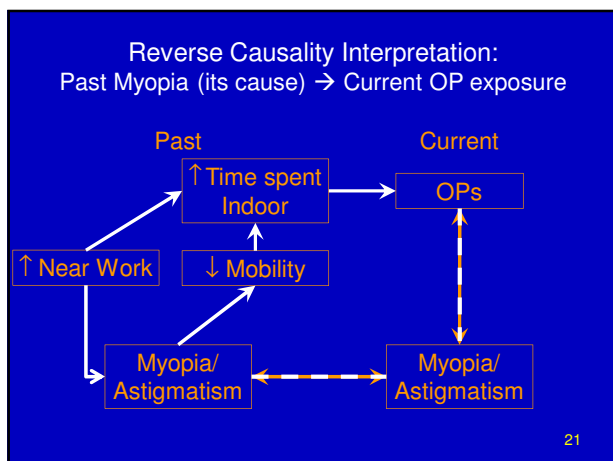 Reverse Causality Interpretation:
Past Myopia (its cause) → Current OP exposure
Past
Current
↑ Time spent
Indoor
OPs
↑ Near Work
↓ Mobility
Myopia/
Astigmatism
Myopia/
Astigmatism
21